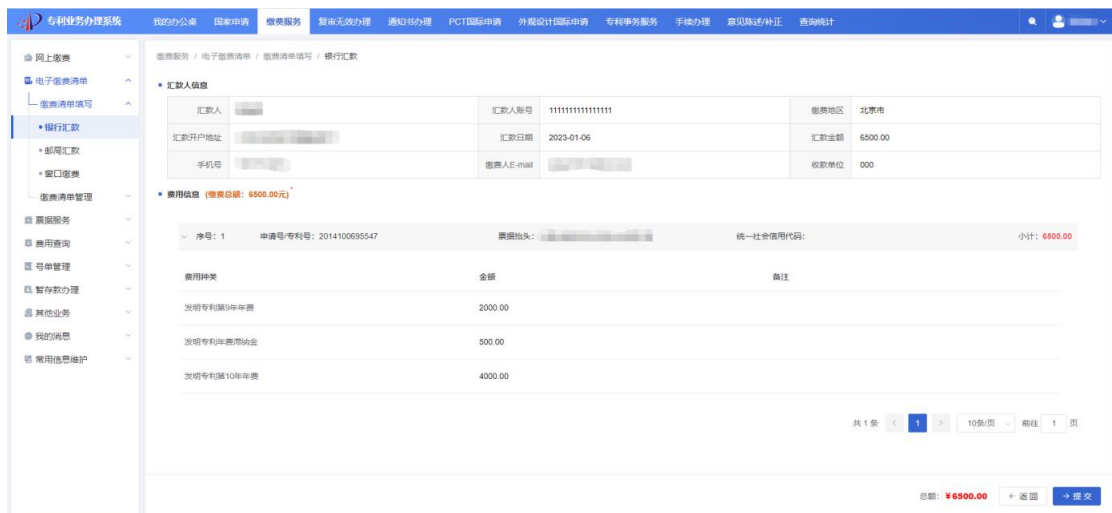 专利业务办理系统 我的办公桌 国家申请 缴费服务 复审无效办理 通知书办理 PCT国际申请 外观设计国际申请 专利事务服务 手续办理 意见陈述/补正 查询统计
网上缴费
电子缴费清单
缴费清单填写
银行汇款
邮局汇款
窗口缴费
缴费清单管理
票据服务
费用查询
号单管理
暂存款办理
其他业务
我的消息
常用信息维护
缴费服务 / 电子缴费清单 / 缴费清单填写 / 银行汇款
汇款人信息
汇款人 汇款人账号 1111111111111111 缴费地区 北京市
汇款开户地址 汇款日期 2023-01-06 汇款金额 6500.00
手机号 缴费人E-mail 收款单位 000
费用信息 (缴费总额：6500.00元)
序号：1 申请号/专利号：2014100695547 票据抬头： 统一社会信用代码： 小计：6500.00
费用种类 金额 备注
发明专利第9年年费 2000.00
发明专利年费滞纳金 500.00
发明专利第10年年费 4000.00
共 1 条 < 1 > 10条/页 前往 1 页
总额：￥6500.00 ← 返 回 → 提 交